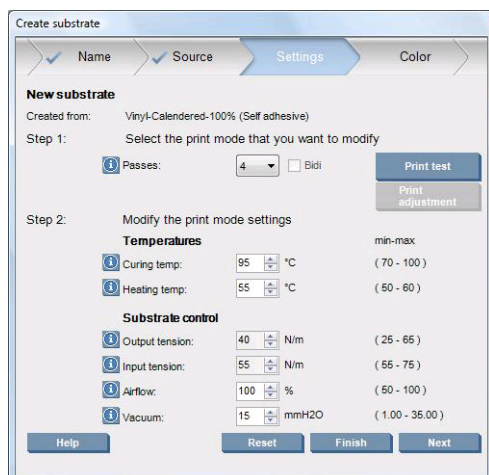 Create substrate
Name Source Settings Color
New substrate
Created from: Vinyl-Calendered-100% (Self adhesive)
Step 1: Select the print mode that you want to modify
Passes: 4 Bidi Print test
Print adjustment
Step 2: Modify the print mode settings
Temperatures min-max
Curing temp: 95 °C ( 70 - 100 )
Heating temp: 55 °C ( 50 - 60 )
Substrate control
Output tension: 40 N/m ( 25 - 65 )
Input tension: 55 N/m ( 55 - 75 )
Airflow: 100 % ( 50 - 100 )
Vacuum: 15 mmH2O ( 1.00 - 35.00 )
Help Reset Finish Next